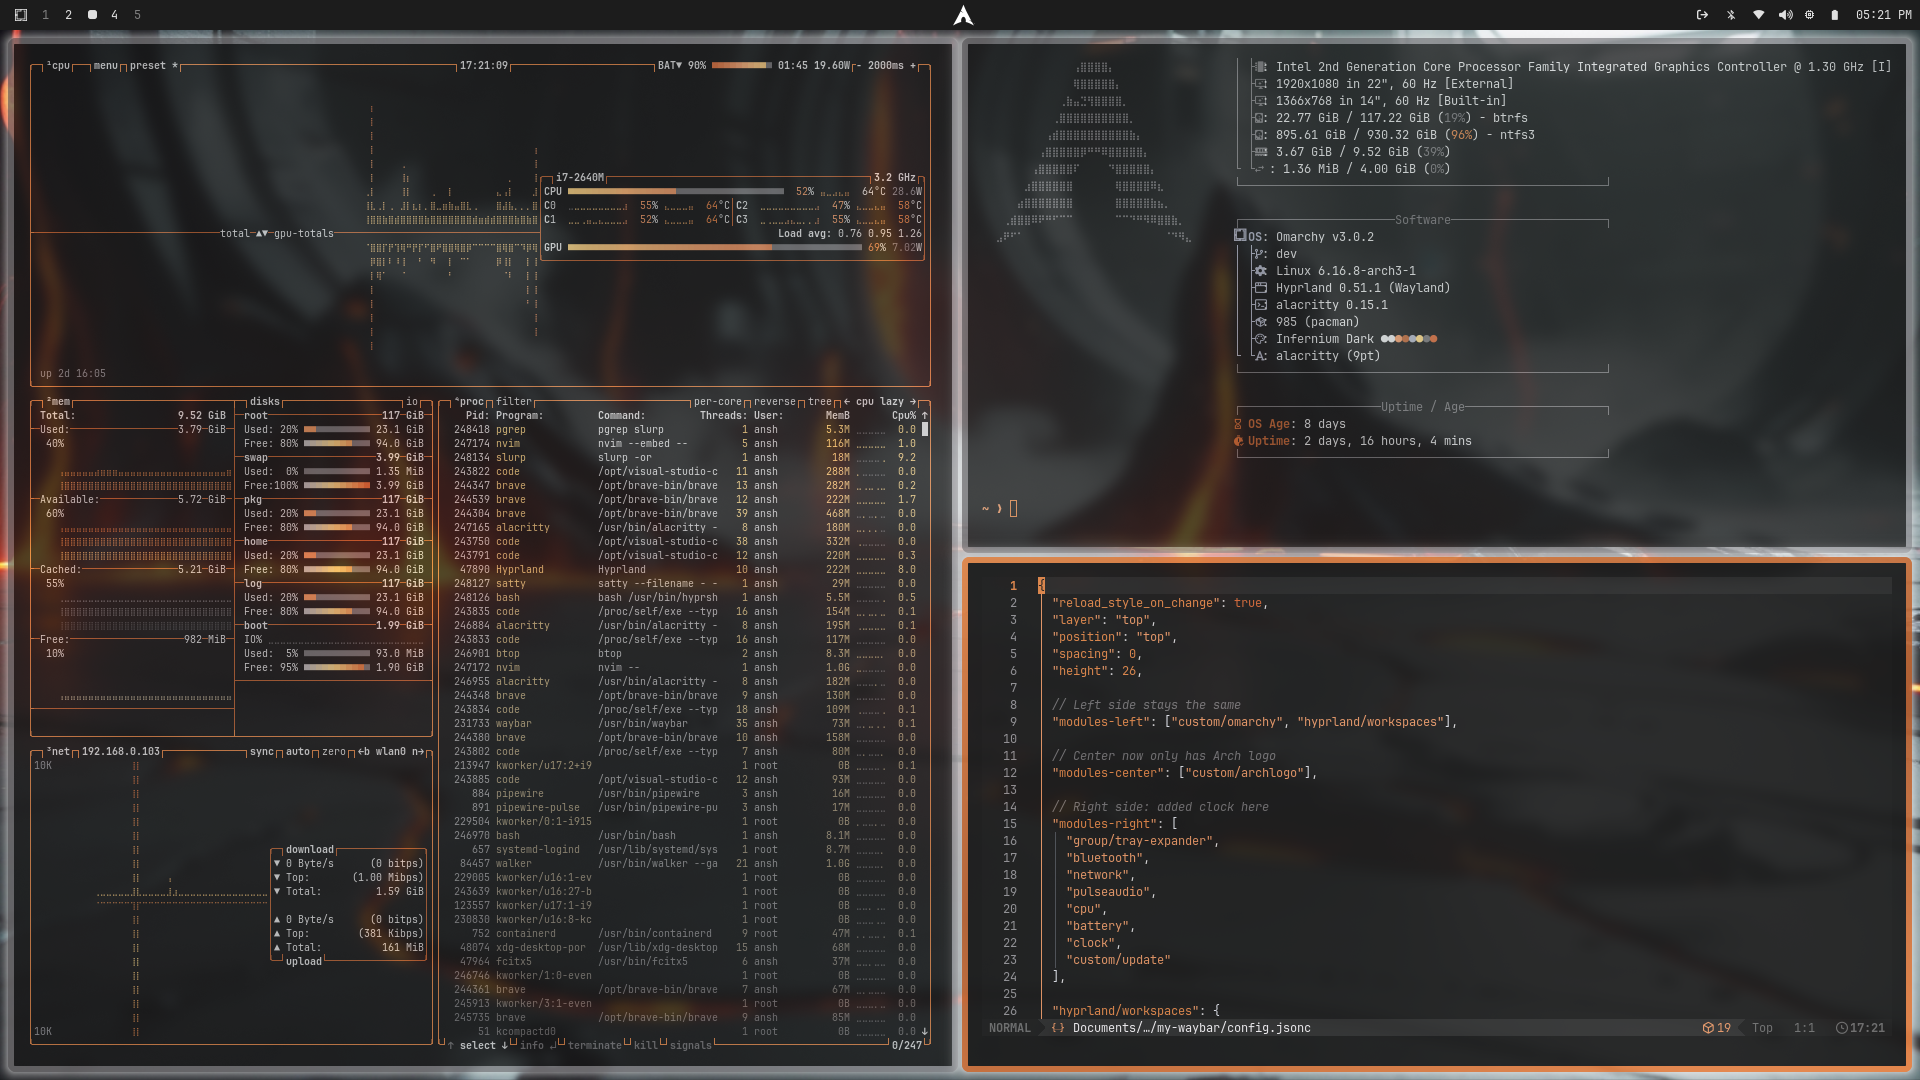 1 2 4 5
05:21 PM
¹cpu menu preset *
17:21:09
BAT▼ 90% 01:45 19.60W - 2000ms +
i7-2640M 3.2 GHz
CPU 52% 64°C 28.6W
C0 55% 64°C C2 47% 58°C
C1 52% 64°C C3 55% 58°C
Load avg: 0.76 0.95 1.26
GPU 69% 7.02W
total ▲▼ gpu-totals
up 2d 16:05
²mem
Total: 9.52 GiB
Used: 3.79 GiB
40%
Available: 5.72 GiB
60%
Cached: 5.21 GiB
55%
Free: 982 MiB
10%
disks io
root 117 GiB
Used: 20% 23.1 GiB
Free: 80% 94.0 GiB
swap 3.99 GiB
Used: 0% 1.35 MiB
Free:100% 3.99 GiB
pkg 117 GiB
Used: 20% 23.1 GiB
Free: 80% 94.0 GiB
home 117 GiB
Used: 20% 23.1 GiB
Free: 80% 94.0 GiB
log 117 GiB
Used: 20% 23.1 GiB
Free: 80% 94.0 GiB
boot 1.99 GiB
IO%
Used: 5% 93.0 MiB
Free: 95% 1.90 GiB
³net 192.168.0.103 sync auto zero ←b wlan0 n→
10K
download
▼ 0 Byte/s (0 bitps)
▼ Top: (1.00 Mibps)
▼ Total: 1.59 GiB
▲ 0 Byte/s (0 bitps)
▲ Top: (381 Kibps)
▲ Total: 161 MiB
upload
10K
⁴proc filter per-core reverse tree ← cpu lazy →
Pid: Program: Command: Threads: User: MemB Cpu% ↑
248418 pgrep pgrep slurp 1 ansh 5.3M 0.0
247174 nvim nvim --embed -- 5 ansh 116M 1.0
248134 slurp slurp -or 1 ansh 18M 9.2
243822 code /opt/visual-studio-c 11 ansh 288M 0.0
244347 brave /opt/brave-bin/brave 13 ansh 282M 0.2
244539 brave /opt/brave-bin/brave 12 ansh 222M 1.7
244304 brave /opt/brave-bin/brave 39 ansh 468M 0.0
247165 alacritty /usr/bin/alacritty - 8 ansh 180M 0.0
243750 code /opt/visual-studio-c 38 ansh 332M 0.0
243791 code /opt/visual-studio-c 12 ansh 220M 0.3
47890 Hyprland Hyprland 10 ansh 222M 8.0
248127 satty satty --filename - - 1 ansh 29M 0.0
248126 bash bash /usr/bin/hyprsh 1 ansh 5.5M 0.5
243835 code /proc/self/exe --typ 16 ansh 154M 0.1
246884 alacritty /usr/bin/alacritty - 8 ansh 195M 0.1
243833 code /proc/self/exe --typ 16 ansh 117M 0.0
246901 btop btop 2 ansh 8.3M 0.0
247172 nvim nvim -- 1 ansh 1.0G 0.0
246955 alacritty /usr/bin/alacritty - 8 ansh 182M 0.0
244348 brave /opt/brave-bin/brave 9 ansh 130M 0.0
243834 code /proc/self/exe --typ 18 ansh 109M 0.1
231733 waybar /usr/bin/waybar 35 ansh 73M 0.1
244380 brave /opt/brave-bin/brave 10 ansh 158M 0.0
243802 code /proc/self/exe --typ 7 ansh 80M 0.0
213947 kworker/u17:2+i9 1 root 0B 0.1
243885 code /opt/visual-studio-c 12 ansh 93M 0.0
884 pipewire /usr/bin/pipewire 3 ansh 16M 0.0
891 pipewire-pulse /usr/bin/pipewire-pu 3 ansh 17M 0.0
229504 kworker/0:1-i915 1 root 0B 0.0
246970 bash /usr/bin/bash 1 ansh 8.1M 0.0
657 systemd-logind /usr/lib/systemd/sys 1 root 8.7M 0.0
84457 walker /usr/bin/walker --ga 21 ansh 1.0G 0.0
229005 kworker/u16:1-ev 1 root 0B 0.0
243639 kworker/u16:27-b 1 root 0B 0.0
123557 kworker/u17:1-i9 1 root 0B 0.0
230830 kworker/u16:8-kc 1 root 0B 0.0
752 containerd /usr/bin/containerd 9 root 47M 0.1
48074 xdg-desktop-por /usr/lib/xdg-desktop 15 ansh 68M 0.0
47964 fcitx5 /usr/bin/fcitx5 6 ansh 37M 0.0
246746 kworker/1:0-even 1 root 0B 0.0
244361 brave /opt/brave-bin/brave 7 ansh 67M 0.0
245913 kworker/3:1-even 1 root 0B 0.0
245735 brave /opt/brave-bin/brave 9 ansh 85M 0.0
51 kcompactd0 1 root 0B 0.0 ↓
↑ select ↓ info ↵ terminate kill signals 0/247
: Intel 2nd Generation Core Processor Family Integrated Graphics Controller @ 1.30 GHz [I]
: 1920x1080 in 22", 60 Hz [External]
: 1366x768 in 14", 60 Hz [Built-in]
: 22.77 GiB / 117.22 GiB (19%) - btrfs
: 895.61 GiB / 930.32 GiB (96%) - ntfs3
: 3.67 GiB / 9.52 GiB (39%)
: 1.36 MiB / 4.00 GiB (0%)
Software
OS: Omarchy v3.0.2
: dev
: Linux 6.16.8-arch3-1
: Hyprland 0.51.1 (Wayland)
: alacritty 0.15.1
: 985 (pacman)
: Infernium Dark
: alacritty (9pt)
Uptime / Age
OS Age: 8 days
Uptime: 2 days, 16 hours, 4 mins
~ ❯
1 {
2 "reload_style_on_change": true,
3 "layer": "top",
4 "position": "top",
5 "spacing": 0,
6 "height": 26,
7
8 // Left side stays the same
9 "modules-left": ["custom/omarchy", "hyprland/workspaces"],
10
11 // Center now only has Arch logo
12 "modules-center": ["custom/archlogo"],
13
14 // Right side: added clock here
15 "modules-right": [
16 "group/tray-expander",
17 "bluetooth",
18 "network",
19 "pulseaudio",
20 "cpu",
21 "battery",
22 "clock",
23 "custom/update"
24 ],
25
26 "hyprland/workspaces": {
NORMAL {} Documents/…/my-waybar/config.jsonc 19 Top 1:1 17:21